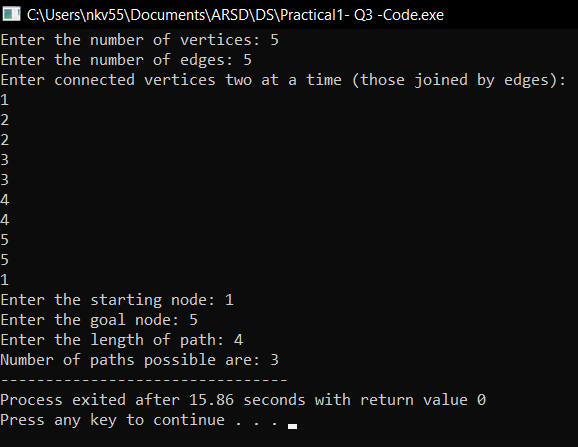 C:\Users\nkv55\Documents\ARSD\DS\Practical1- Q3 -Code.exe
Enter the number of vertices: 5
Enter the number of edges: 5
Enter connected vertices two at a time (those joined by edges):
1
2
2
3
3
4
4
5
5
1
Enter the starting node: 1
Enter the goal node: 5
Enter the length of path: 4
Number of paths possible are: 3
--------------------------------
Process exited after 15.86 seconds with return value 0
Press any key to continue . . .